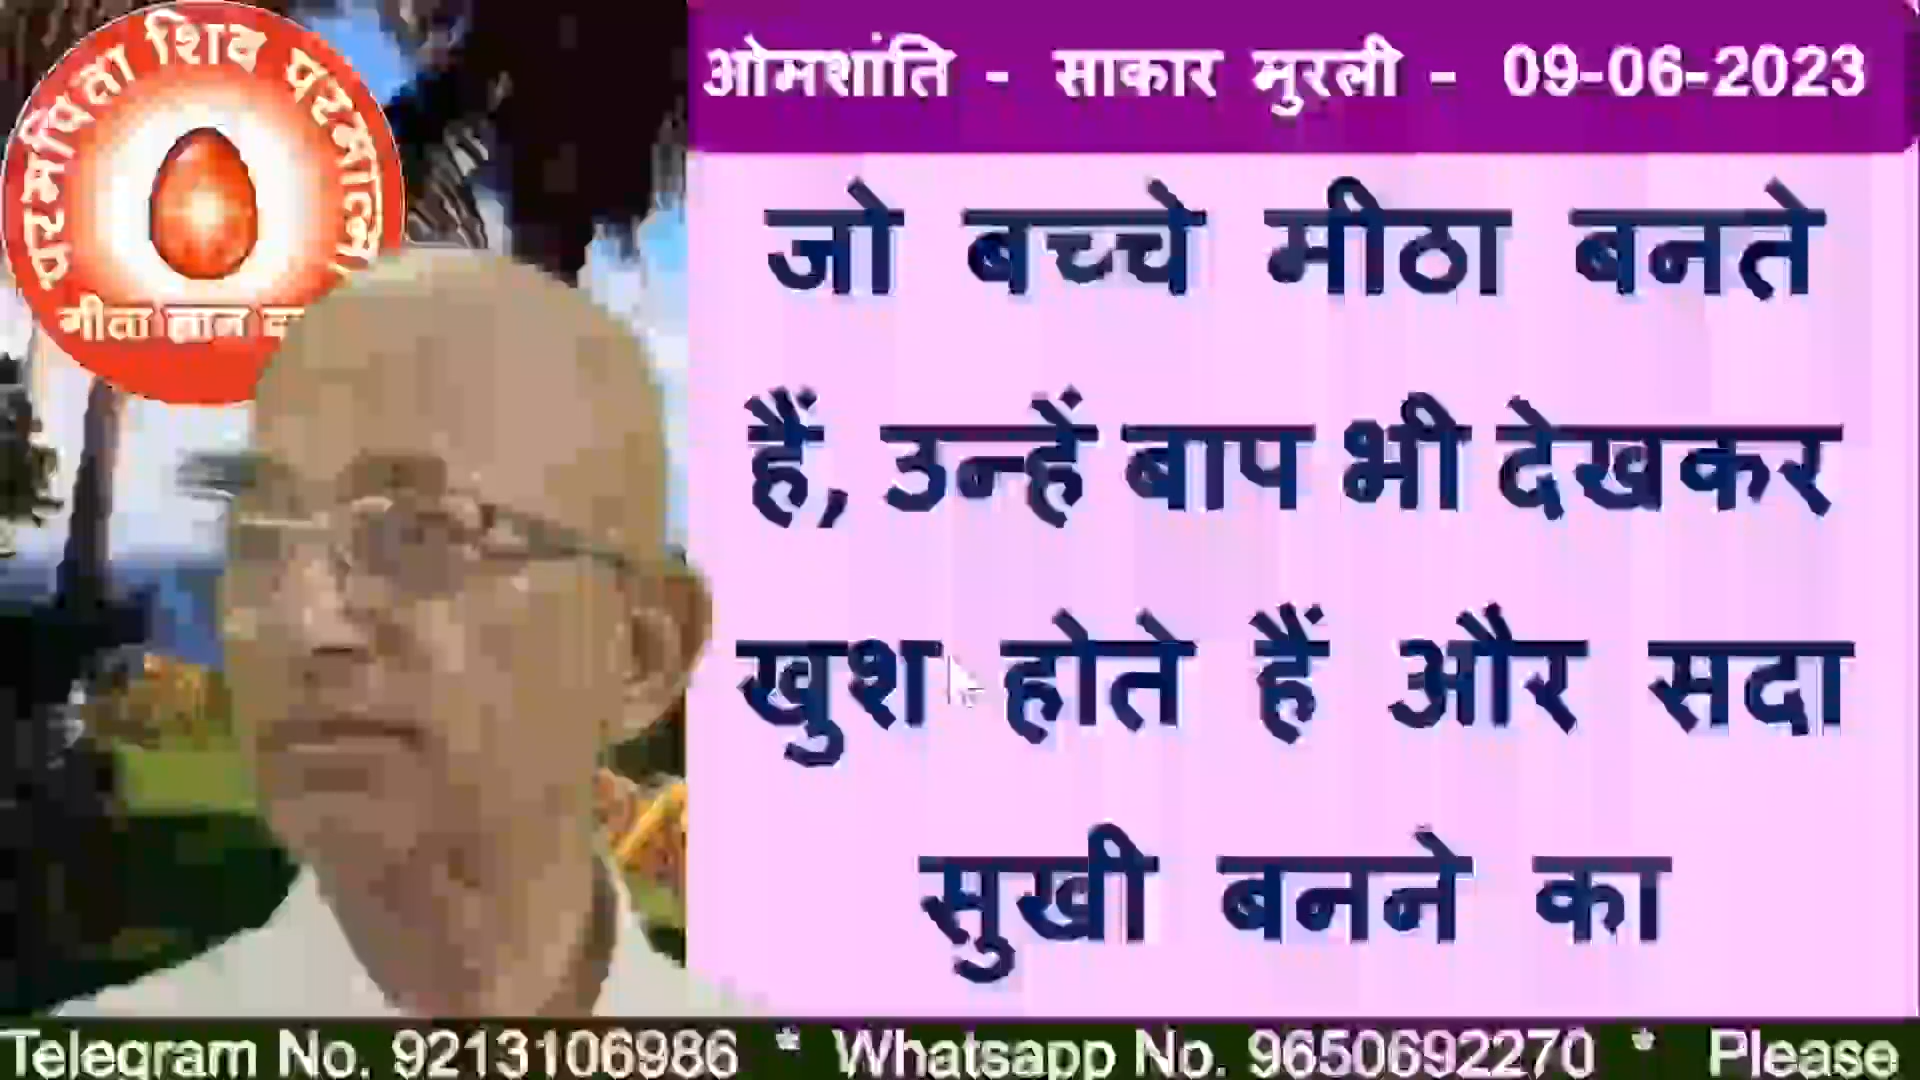 परमपिता शिव परमात्मा
गीता ज्ञान
ओमशांति - साकार मुरली - 09-06-2023
जो बच्चे मीठा बनते
हैं, उन्हें बाप भी देखकर
खुश होते हैं और सदा
सुखी बनने का
Telegram No. 9213106986 * Whatsapp No. 9650692270 * Please